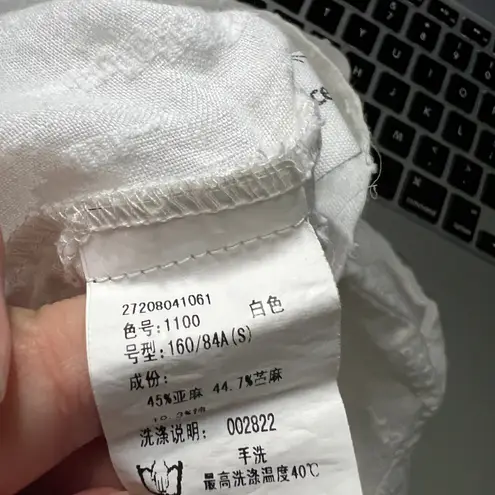 27208041061 白色
色号:1100
号型:160/84A(S)
成份:
45%亚麻 44.7%苎麻
洗涤说明: 002822
手洗
最高洗涤温度40℃